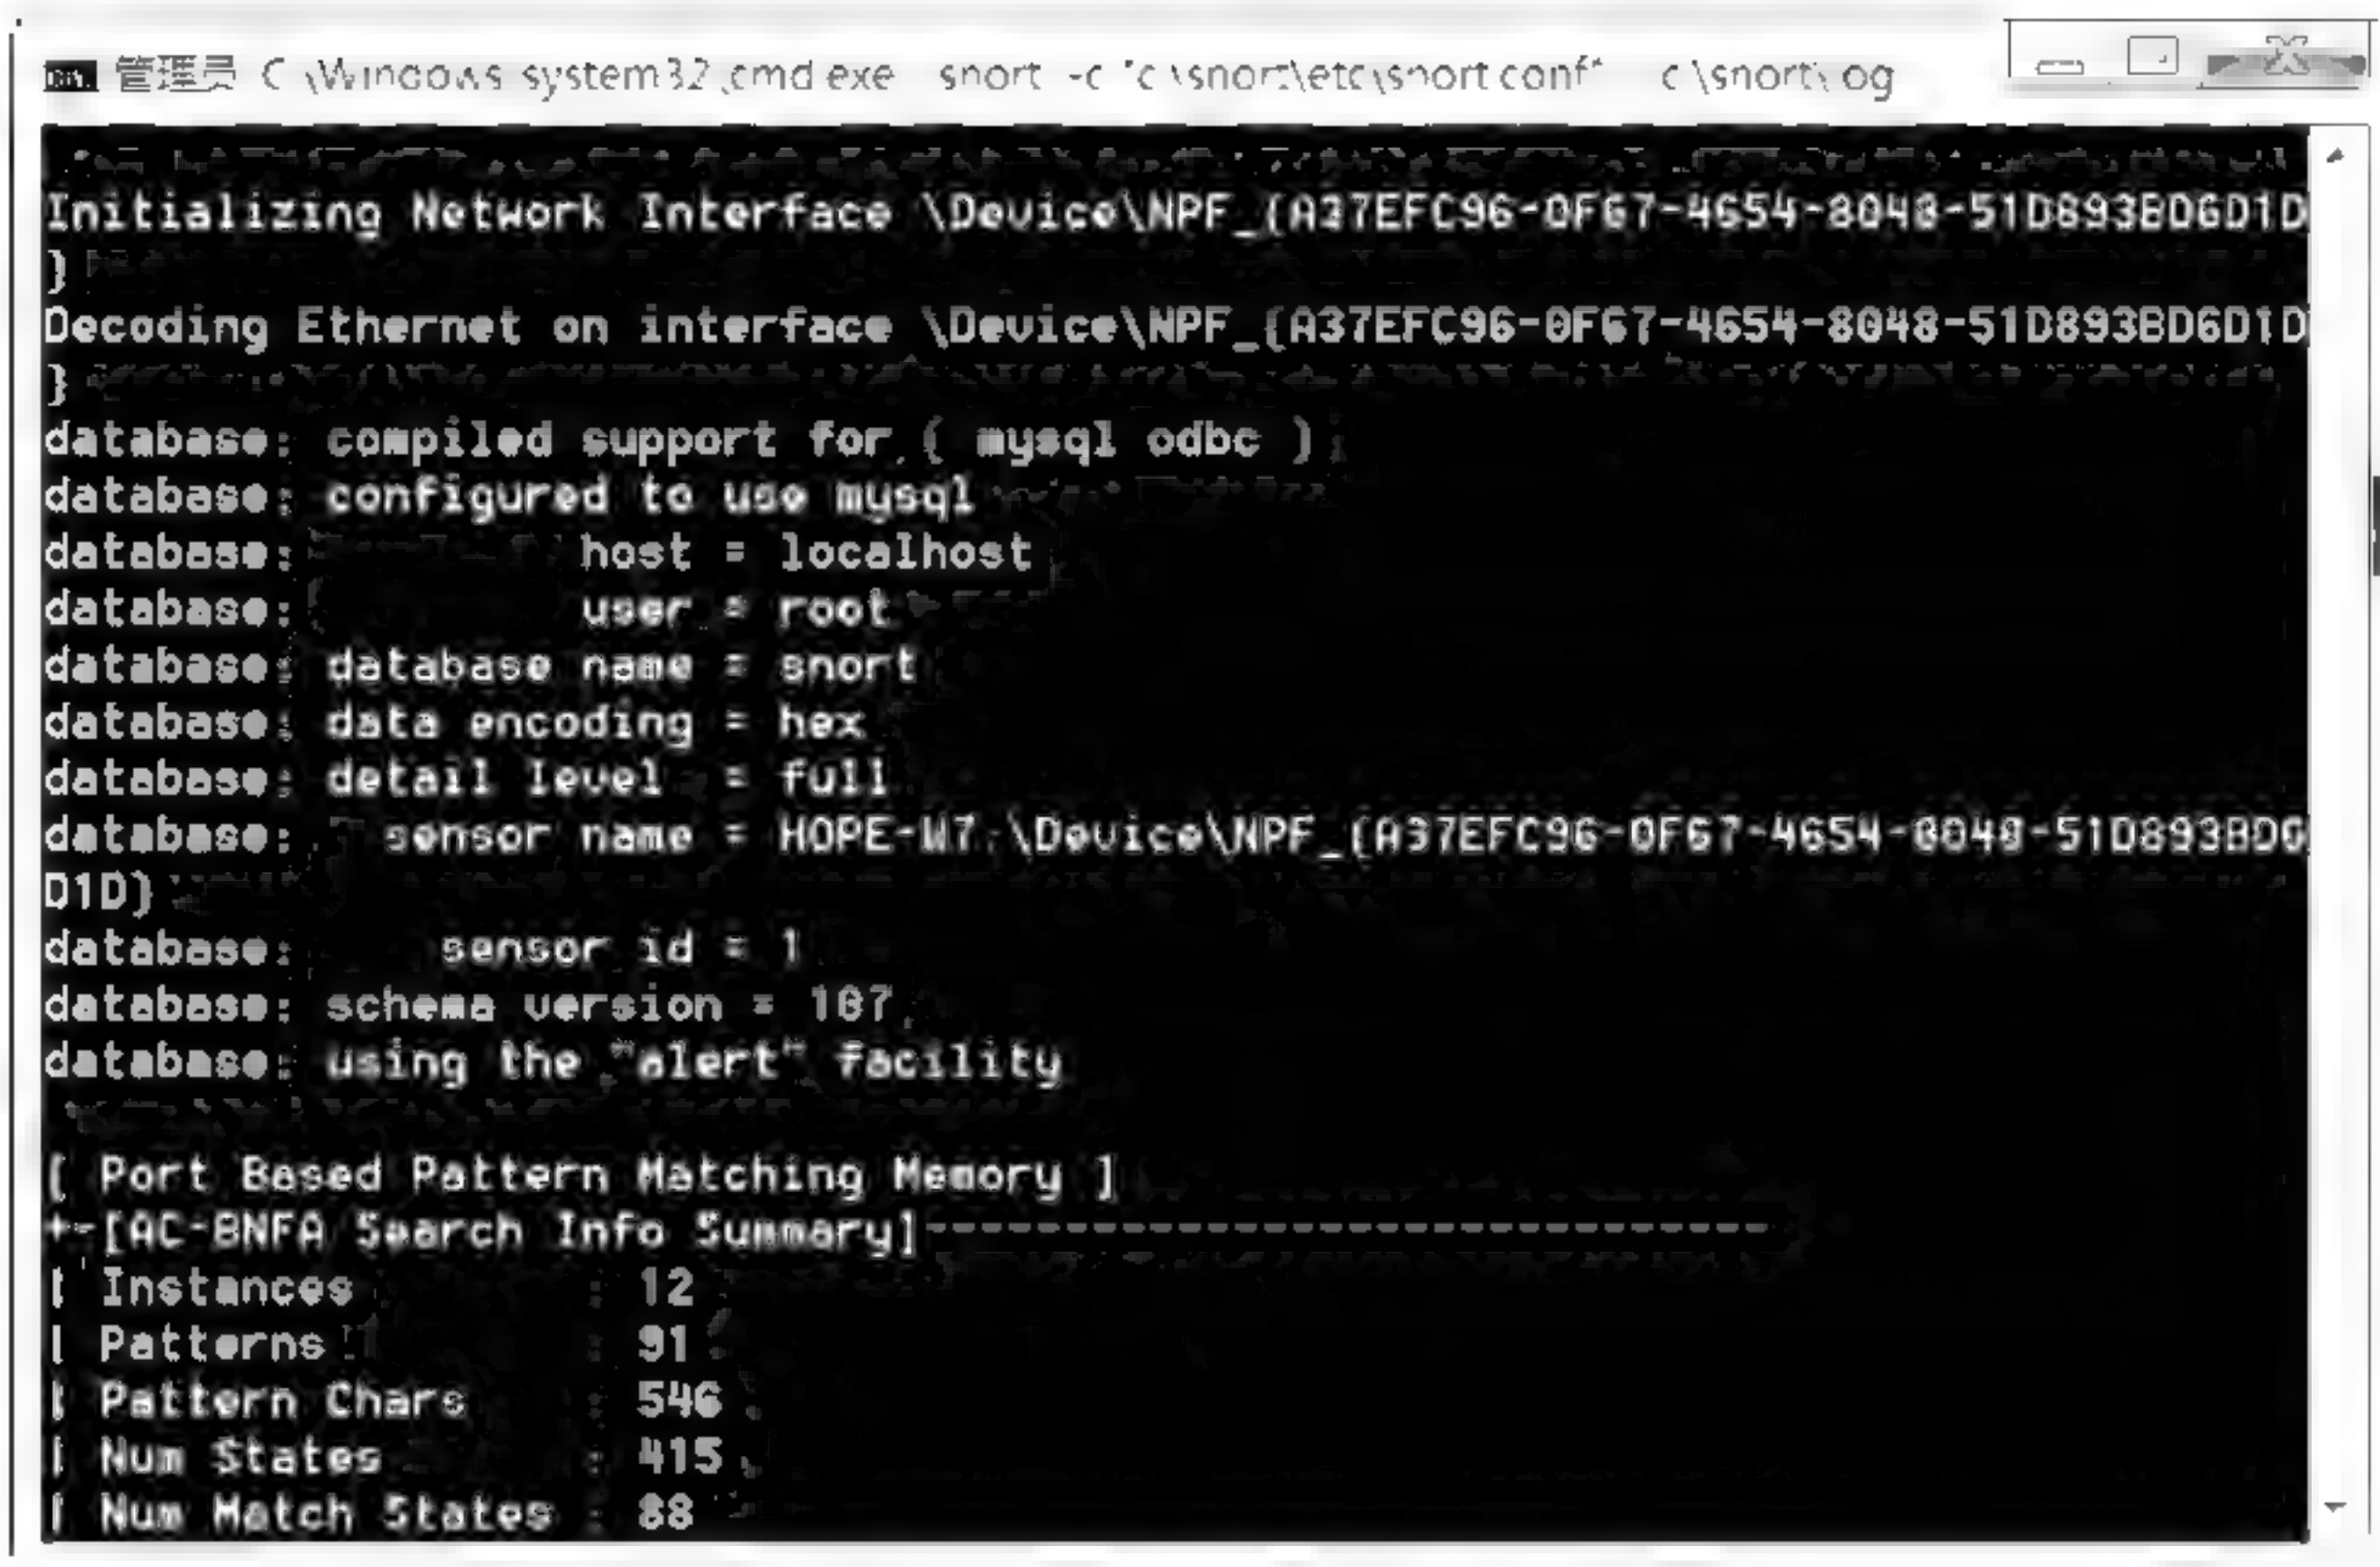 管理员 C \Windows system32 cmd exe snort -c "c \snort\etc\snort conf" c \snort\ og
Initializing Network Interface \Device\NPF_{A37EFC96-0F67-4654-8048-51D893BD6D1D
}
Decoding Ethernet on interface \Device\NPF_{A37EFC96-0F67-4654-8048-51D893BD6D1D
}
database: compiled support for ( mysql odbc )
database: configured to use mysql
database: host = localhost
database: user = root
database: database name = snort
database: data encoding = hex
database: detail level = full
database: sensor name = HOPE-W7:\Device\NPF_{A37EFC96-0F67-4654-8048-51D893BD6
D1D}
database: sensor id = 1
database: schema version = 107
database: using the "alert" facility
[ Port Based Pattern Matching Memory ]
+-[AC-BNFA Search Info Summary]------------------------------
| Instances : 12
| Patterns : 91
| Pattern Chars : 546
| Num States : 415
| Num Match States : 88